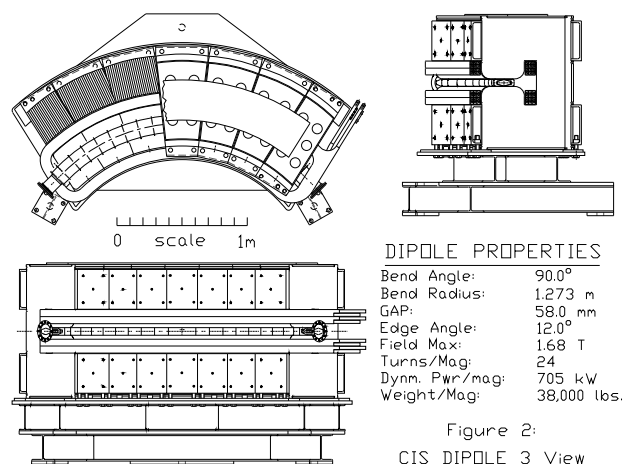 0 scale 1m
DIPOLE PROPERTIES
Bend Angle: 90.0°
Bend Radius: 1.273 m
GAP: 58.0 mm
Edge Angle: 12.0°
Field Max: 1.68 T
Turns/Mag: 24
Dynm. Pwr/mag: 705 kW
Weight/Mag: 38,000 lbs.
Figure 2:
CIS DIPOLE 3 View